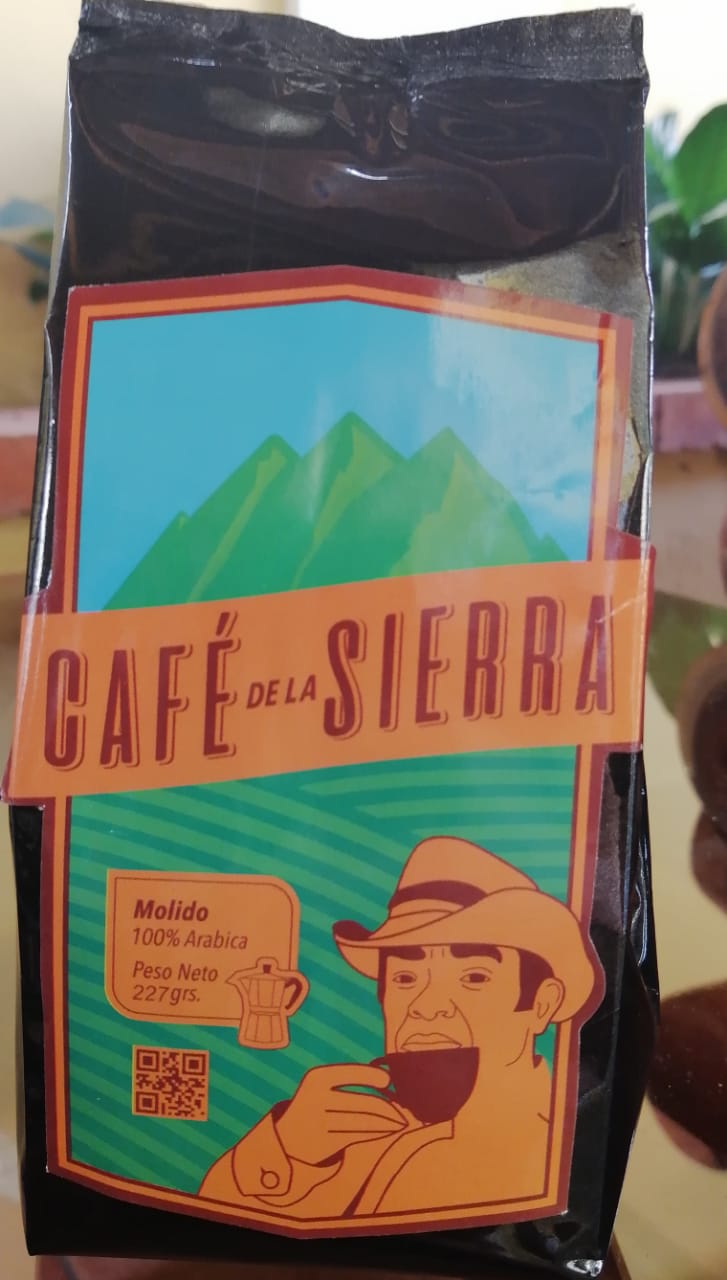 CAFÉ DE LA SIERRA
Molido
100% Arabica
Peso Neto
227grs.